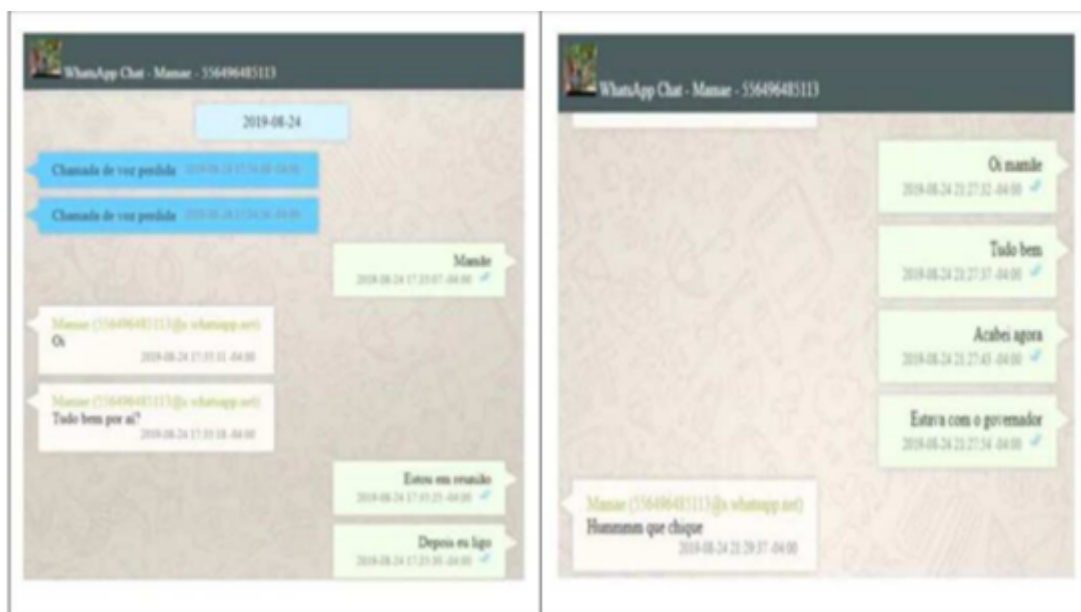 WhatsApp Chat - Mamae - 556496485113
2019-08-24
Chamada de voz perdida
Chamada de voz perdida
Mamãe
2019-08-24 17:35:07 -04:00
Mamae (556496485113@s.whatsapp.net)
Oi
2019-08-24 17:35:11 -04:00
Mamae (556496485113@s.whatsapp.net)
Tudo bem por aí?
2019-08-24 17:35:18 -04:00
Estou em reunião
2019-08-24 17:35:25 -04:00
Depois eu ligo
2019-08-24 17:35:30 -04:00
WhatsApp Chat - Mamae - 556496485113
Oi mamãe
2019-08-24 21:27:32 -04:00
Tudo bem
2019-08-24 21:27:37 -04:00
Acabei agora
2019-08-24 21:27:43 -04:00
Estava com o governador
2019-08-24 21:27:54 -04:00
Mamae (556496485113@s.whatsapp.net)
Hummmm que chique
2019-08-24 21:29:37 -04:00